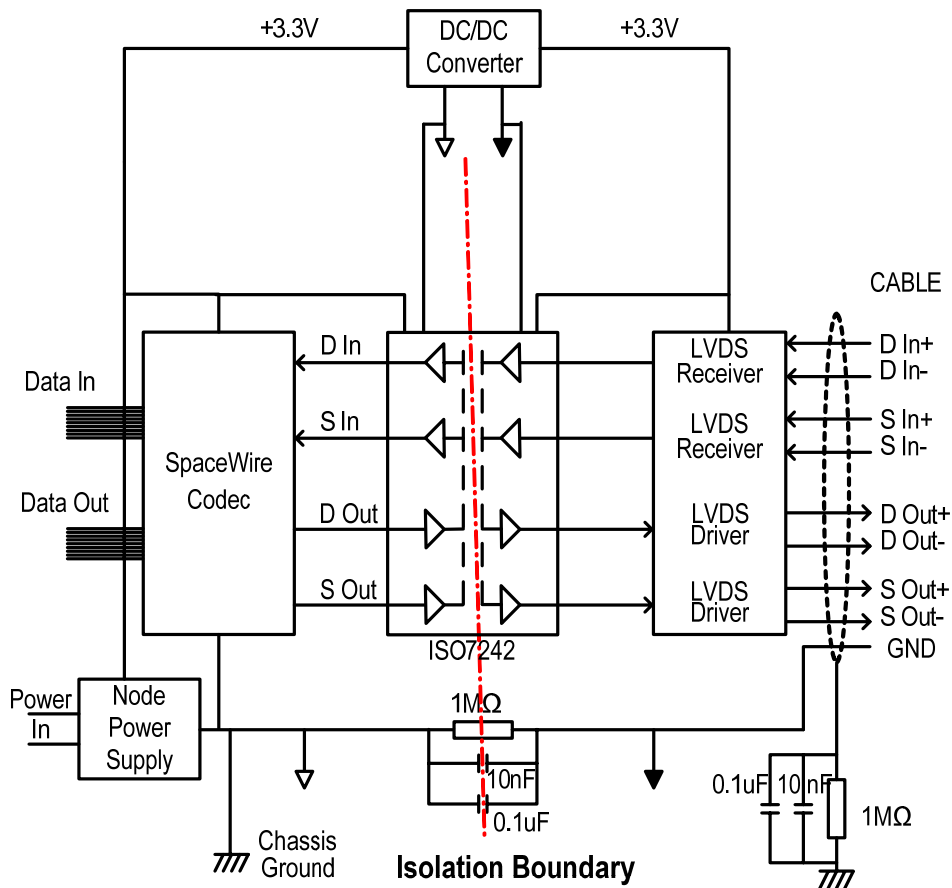 +3.3V
DC/DC
Converter
+3.3V
CABLE
D In
LVDS
Receiver
D In+
D In-
Data In
S In
LVDS
Receiver
S In+
S In-
SpaceWire
Codec
Data Out
D Out
LVDS
Driver
D Out+
D Out-
S Out
LVDS
Driver
S Out+
S Out-
ISO7242
GND
Power
In
Node
Power
Supply
1MΩ
10nF
0.1uF
0.1uF
10nF
1MΩ
Chassis
Ground
Isolation Boundary